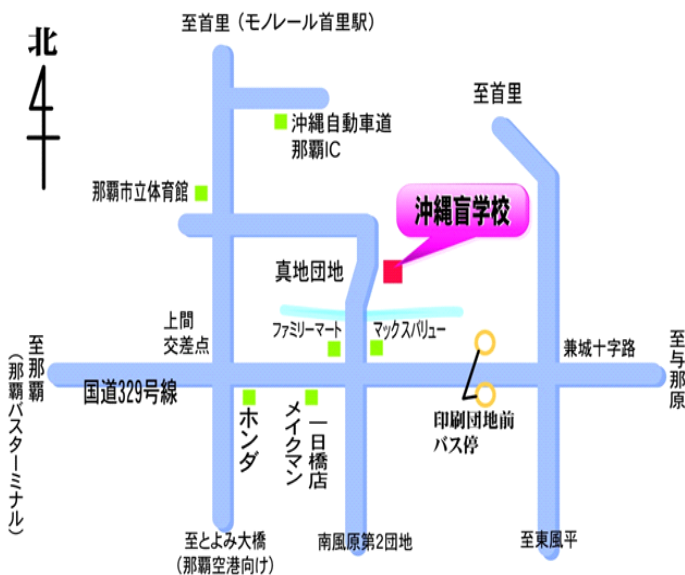 至首里（モノレール首里駅）
北
至首里
沖縄自動車道
那覇IC
那覇市立体育館
沖縄盲学校
真地団地
上間
交差点
ファミリーマート
マックスバリュー
兼城十字路
至与那原
至那覇
（那覇バスターミナル）
国道329号線
ホンダ
メイクマン
一日橋店
印刷団地前
バス停
至とよみ大橋
（那覇空港向け）
南風原第2団地
至東風平